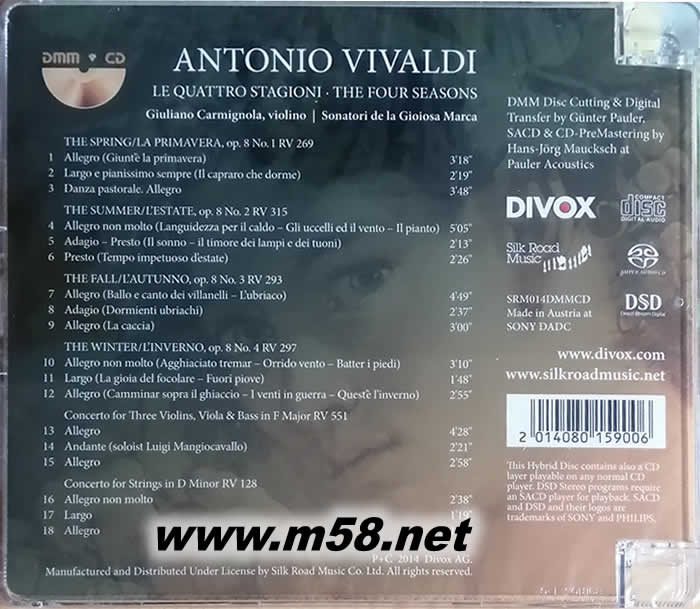 DMM CD
ANTONIO VIVALDI
LE QUATTRO STAGIONI · THE FOUR SEASONS
Giuliano Carmignola, violino | Sonatori de la Gioiosa Marca
THE SPRING/LA PRIMAVERA, op. 8 No. 1 RV 269
1 Allegro (Giunt'è la primavera) 3'18"
2 Largo e pianissimo sempre (Il capraro che dorme) 2'19"
3 Danza pastorale. Allegro 3'48"
THE SUMMER/L'ESTATE, op. 8 No. 2 RV 315
4 Allegro non molto (Languidezza per il caldo – Gli uccelli ed il vento – Il pianto) 5'05"
5 Adagio – Presto (Il sonno – il timore dei lampi e dei tuoni) 2'13"
6 Presto (Tempo impetuoso d'estate) 2'26"
THE FALL/L'AUTUNNO, op. 8 No. 3 RV 293
7 Allegro (Ballo e canto dei villanelli – L'ubriaco) 4'49"
8 Adagio (Dormienti ubriachi) 2'37"
9 Allegro (La caccia) 3'00"
THE WINTER/L'INVERNO, op. 8 No. 4 RV 297
10 Allegro non molto (Agghiaciato tremar – Orrido vento – Batter i piedi) 3'10"
11 Largo (La gioia del focolare – Fuori piove) 1'48"
12 Allegro (Camminar sopra il ghiaccio – I venti in guerra – Quest'è l'inverno) 2'55"
Concerto for Three Violins, Viola & Bass in F Major RV 551
13 Allegro 4'28"
14 Andante (soloist Luigi Mangiocavallo) 2'21"
15 Allegro 2'58"
Concerto for Strings in D Minor RV 128
16 Allegro non molto 2'38"
17 Largo 1'19"
18 Allegro
www.m58.net
P+C 2014 Divox AG.
Manufactured and Distributed Under License by Silk Road Music Co. Ltd. All rights reserved.
DMM Disc Cutting & Digital
Transfer by Günter Pauler,
SACD & CD-PreMastering by
Hans-Jörg Maucksch at
Pauler Acoustics
DIVOX
COMPACT
disc
DIGITAL AUDIO
Silk Road
Music
SUPER AUDIO CD
SRM014DMMCD
Made in Austria at
SONY DADC
DSD
Direct Stream Digital
www.divox.com
www.silkroadmusic.net
2 014080 159006
This Hybrid Disc contains also a CD
layer playable on any normal CD
player. DSD Stereo programs require
an SACD player for playback. SACD
and DSD and their logos are
trademarks of SONY and PHILIPS.